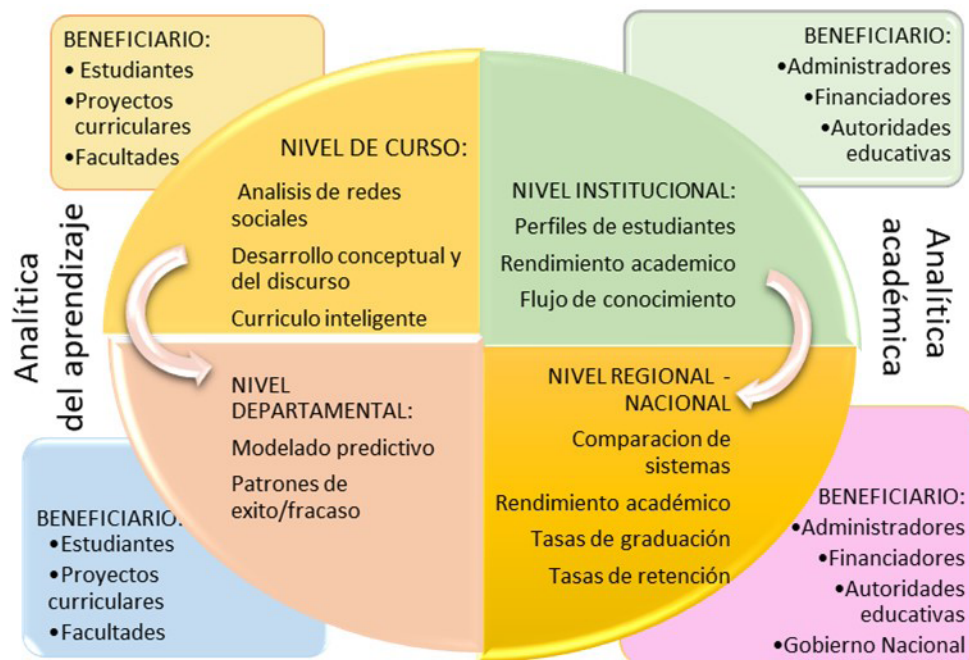 BENEFICIARIO:
• Estudiantes
•Proyectos
curriculares
•Facultades
NIVEL DE CURSO:
Analisis de redes
sociales
Desarrollo conceptual y
del discurso
Curriculo inteligente
BENEFICIARIO:
•Administradores
•Financiadores
•Autoridades
educativas
NIVEL INSTITUCIONAL:
Perfiles de estudiantes
Rendimiento academico
Flujo de conocimiento
Analítica
del aprendizaje
Analítica
académica
NIVEL
DEPARTAMENTAL:
Modelado predictivo
Patrones de
exito/fracaso
BENEFICIARIO:
•Estudiantes
•Proyectos
curriculares
•Facultades
NIVEL REGIONAL -
NACIONAL
Comparacion de
sistemas
Rendimiento académico
Tasas de graduación
Tasas de retención
BENEFICIARIO:
•Administradores
•Financiadores
•Autoridades
educativas
•Gobierno Nacional